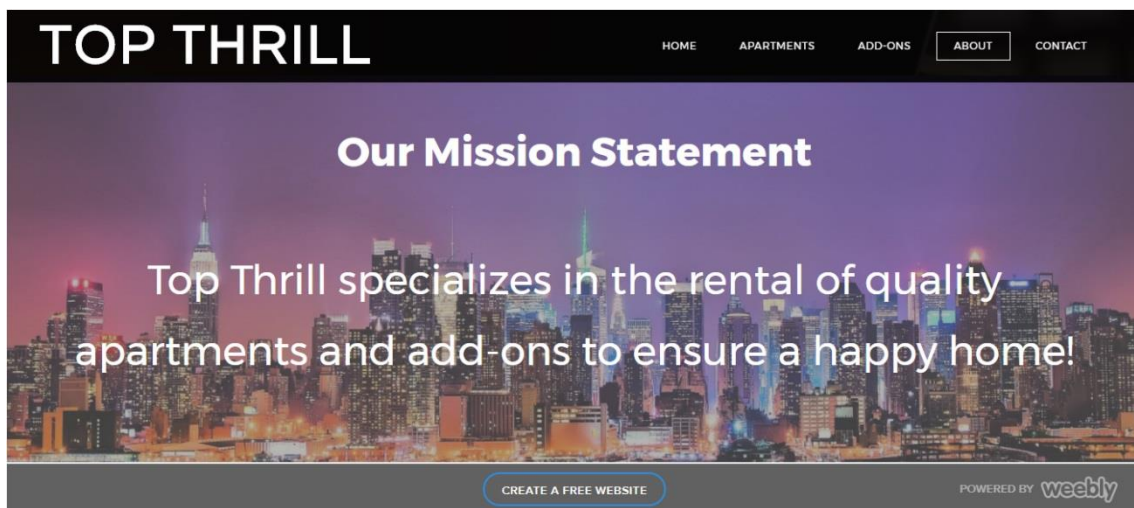 TOP THRILL
HOME APARTMENTS ADD-ONS ABOUT CONTACT
Our Mission Statement
Top Thrill specializes in the rental of quality
apartments and add-ons to ensure a happy home!
CREATE A FREE WEBSITE
POWERED BY weebly